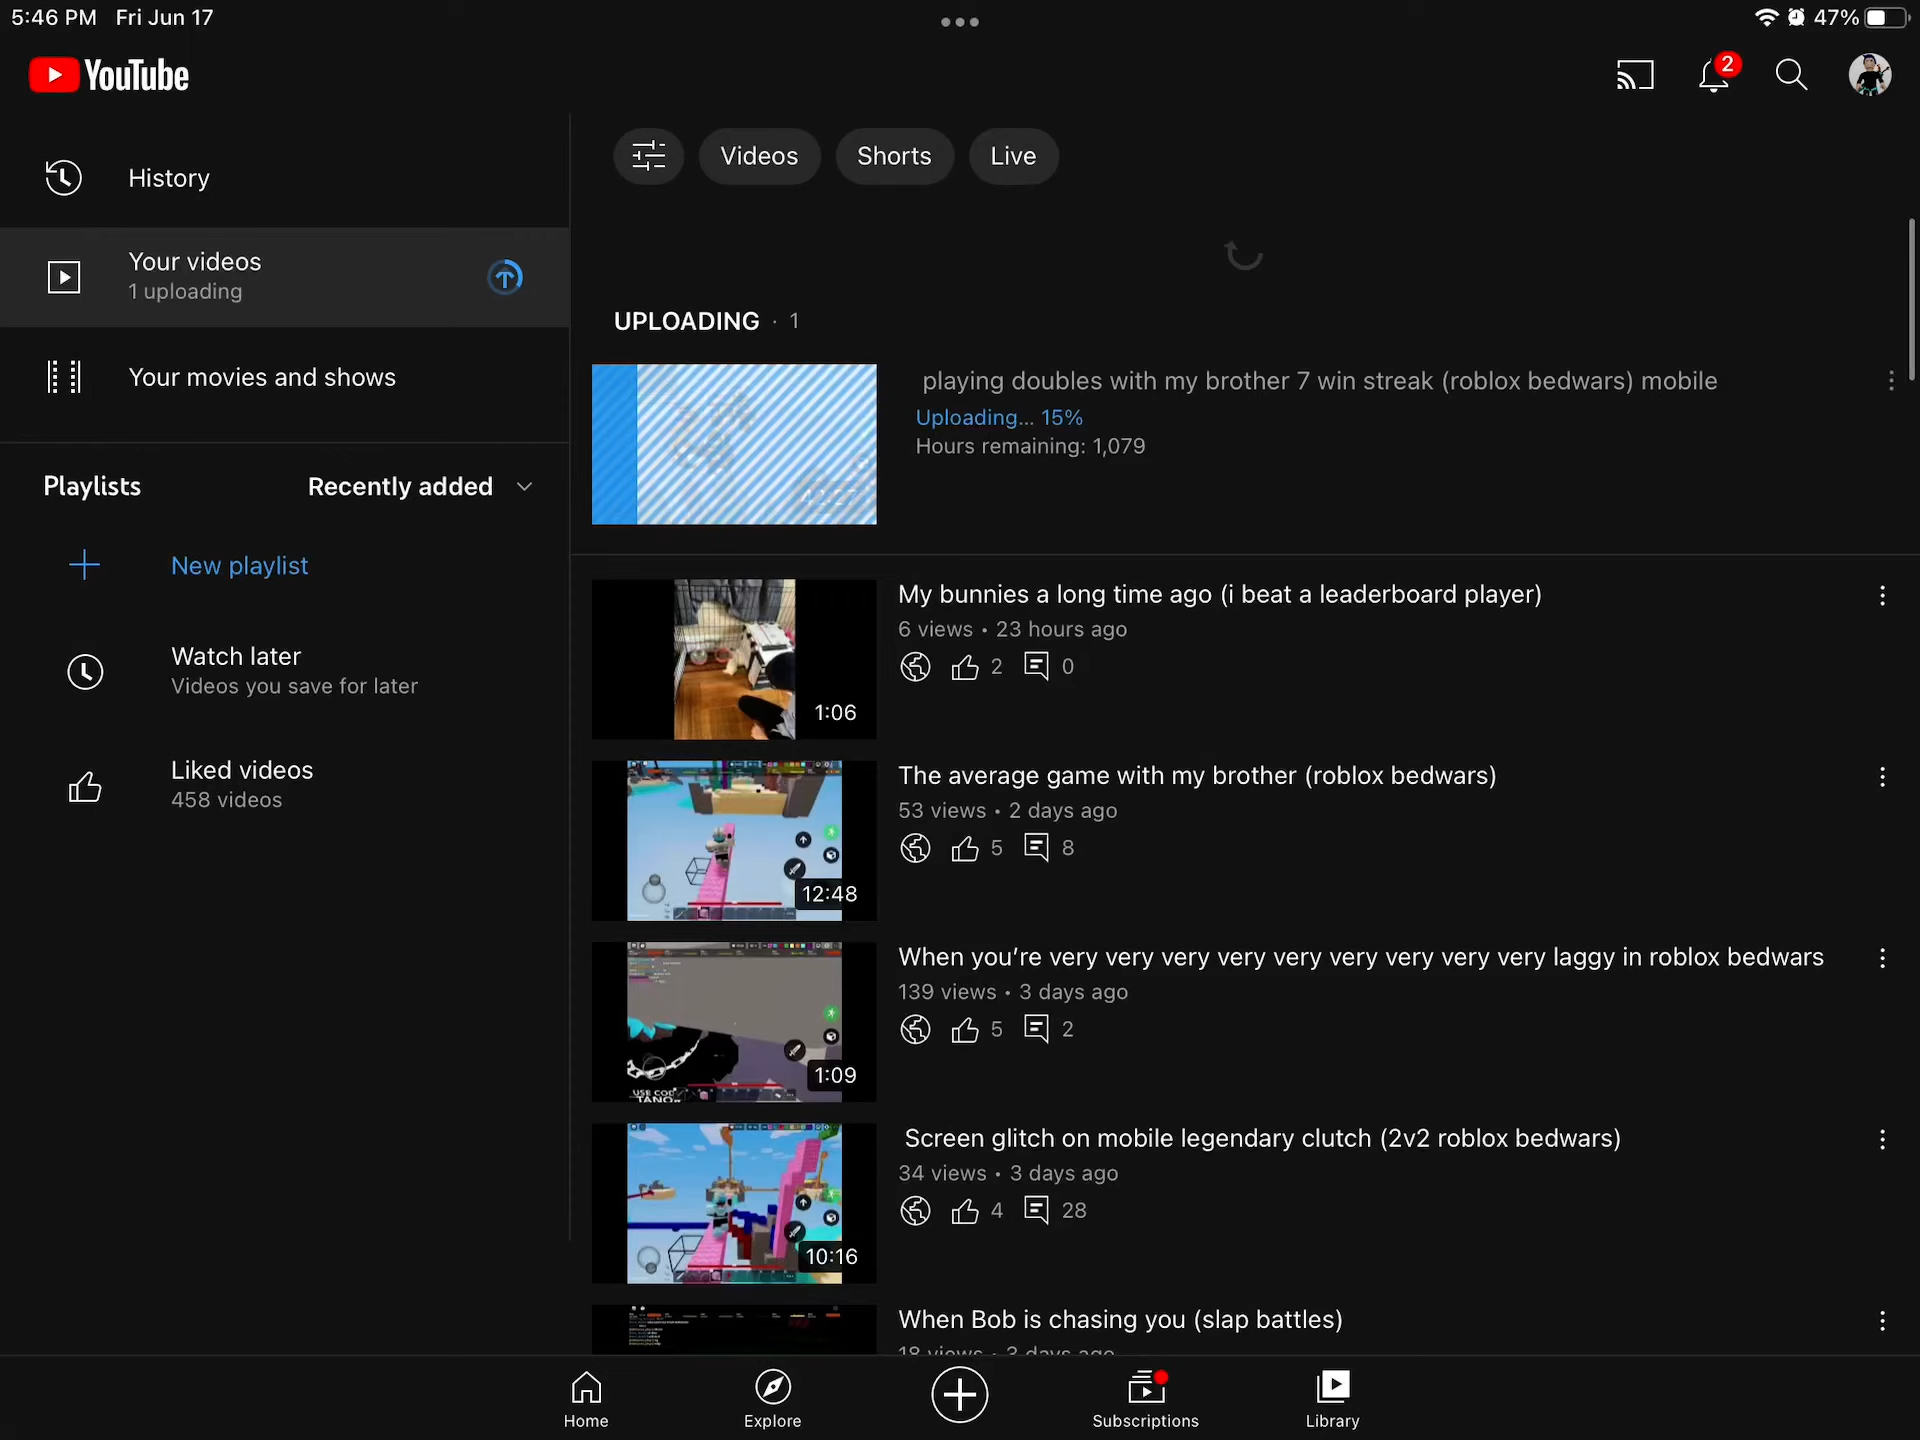 5:46 PM Fri Jun 17
47%
YouTube
2
History
Your videos
1 uploading
Your movies and shows
Playlists
Recently added
New playlist
Watch later
Videos you save for later
Liked videos
458 videos
Videos
Shorts
Live
UPLOADING · 1
playing doubles with my brother 7 win streak (roblox bedwars) mobile
Uploading... 15%
Hours remaining: 1,079
My bunnies a long time ago (i beat a leaderboard player)
6 views • 23 hours ago
2 0
1:06
The average game with my brother (roblox bedwars)
53 views • 2 days ago
5 8
12:48
When you’re very very very very very very very very very laggy in roblox bedwars
139 views • 3 days ago
5 2
1:09
USE COD
Screen glitch on mobile legendary clutch (2v2 roblox bedwars)
34 views • 3 days ago
4 28
10:16
When Bob is chasing you (slap battles)
18 views • 3 days ago
Home
Explore
Subscriptions
Library